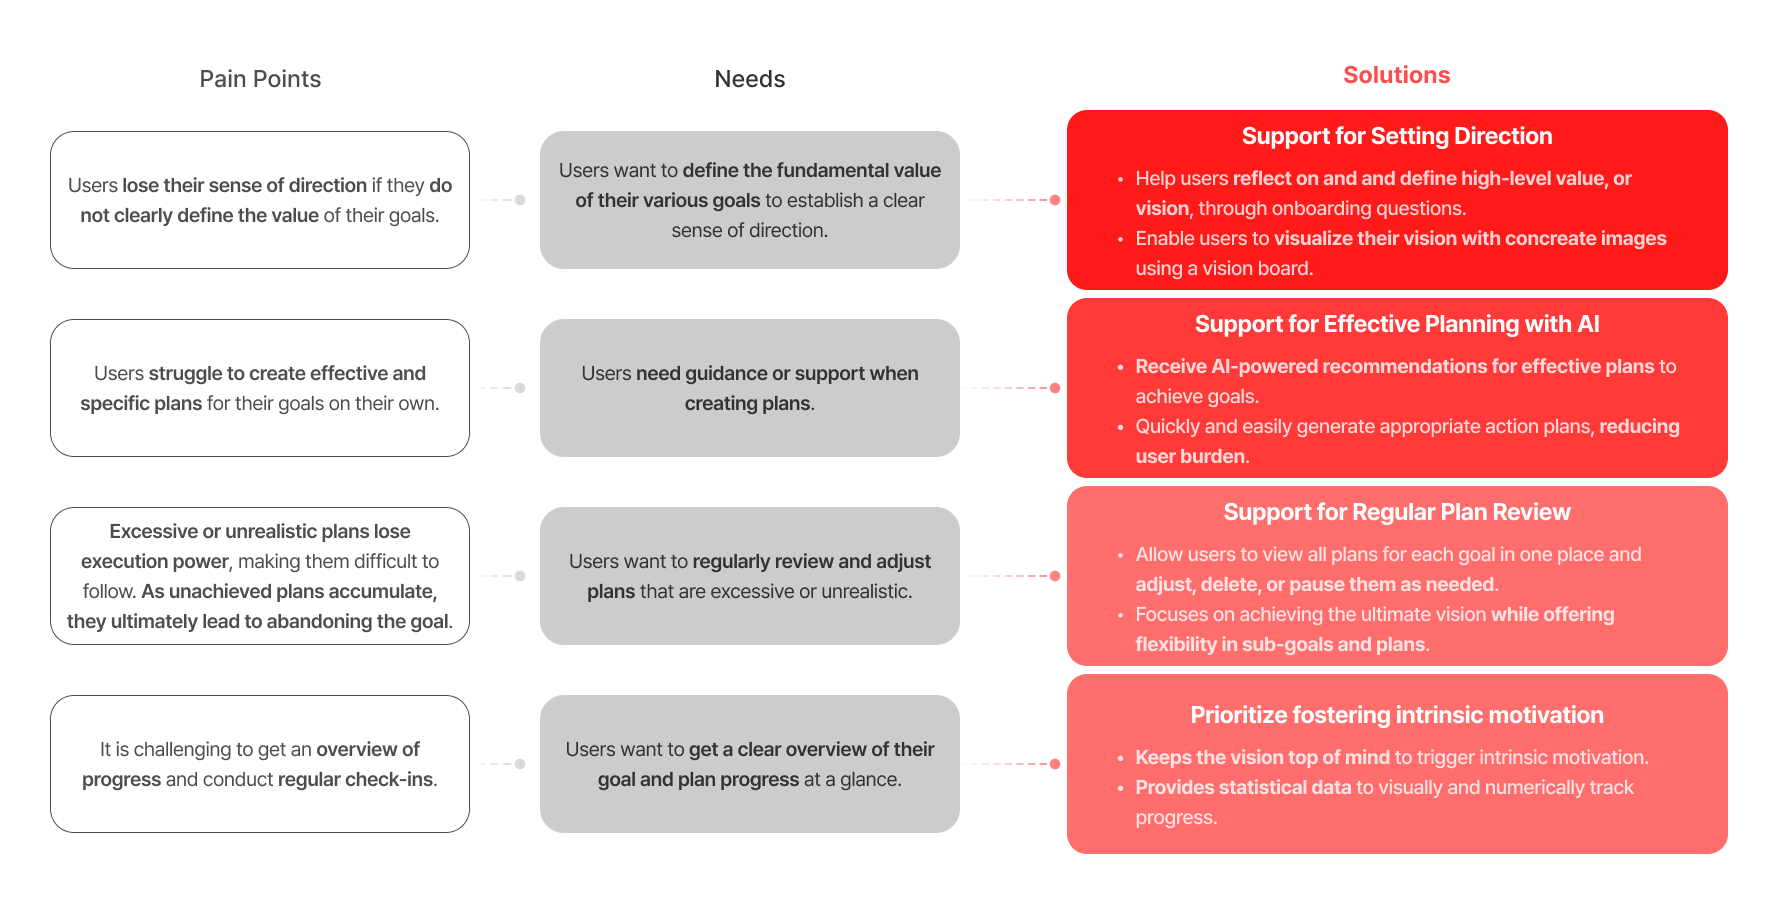 Pain Points
Needs
Solutions
Users lose their sense of direction if they do
not clearly define the value of their goals.
Users want to define the fundamental value
of their various goals to establish a clear
sense of direction.
Support for Setting Direction
• Help users reflect on and and define high-level value, or
vision, through onboarding questions.
• Enable users to visualize their vision with concreate images
using a vision board.
Users struggle to create effective and
specific plans for their goals on their own.
Users need guidance or support when
creating plans.
Support for Effective Planning with AI
• Receive AI-powered recommendations for effective plans to
achieve goals.
• Quickly and easily generate appropriate action plans, reducing
user burden.
Excessive or unrealistic plans lose
execution power, making them difficult to
follow. As unachieved plans accumulate,
they ultimately lead to abandoning the goal.
Users want to regularly review and adjust
plans that are excessive or unrealistic.
Support for Regular Plan Review
• Allow users to view all plans for each goal in one place and
adjust, delete, or pause them as needed.
• Focuses on achieving the ultimate vision while offering
flexibility in sub-goals and plans.
It is challenging to get an overview of
progress and conduct regular check-ins.
Users want to get a clear overview of their
goal and plan progress at a glance.
Prioritize fostering intrinsic motivation
• Keeps the vision top of mind to trigger intrinsic motivation.
• Provides statistical data to visually and numerically track
progress.